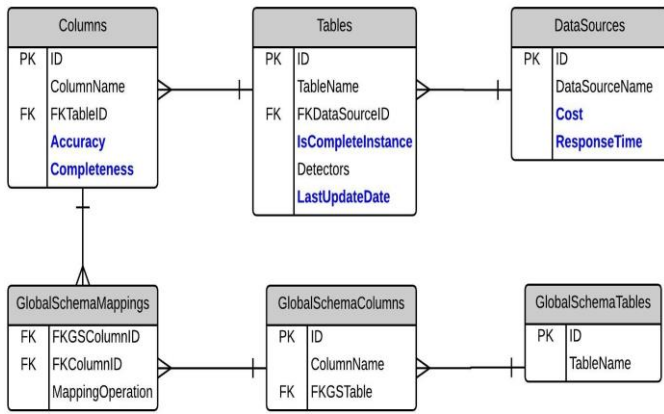 Columns
PK ID
ColumnName
FK FKTableID
Accuracy
Completeness
Tables
PK ID
TableName
FK FKDataSourceID
IsCompleteInstance
Detectors
LastUpdateDate
DataSources
PK ID
DataSourceName
Cost
ResponseTime
GlobalSchemaMappings
FK FKGSColumnID
FK FKColumnID
MappingOperation
GlobalSchemaColumns
PK ID
ColumnName
FK FKGSTable
GlobalSchemaTables
PK ID
TableName